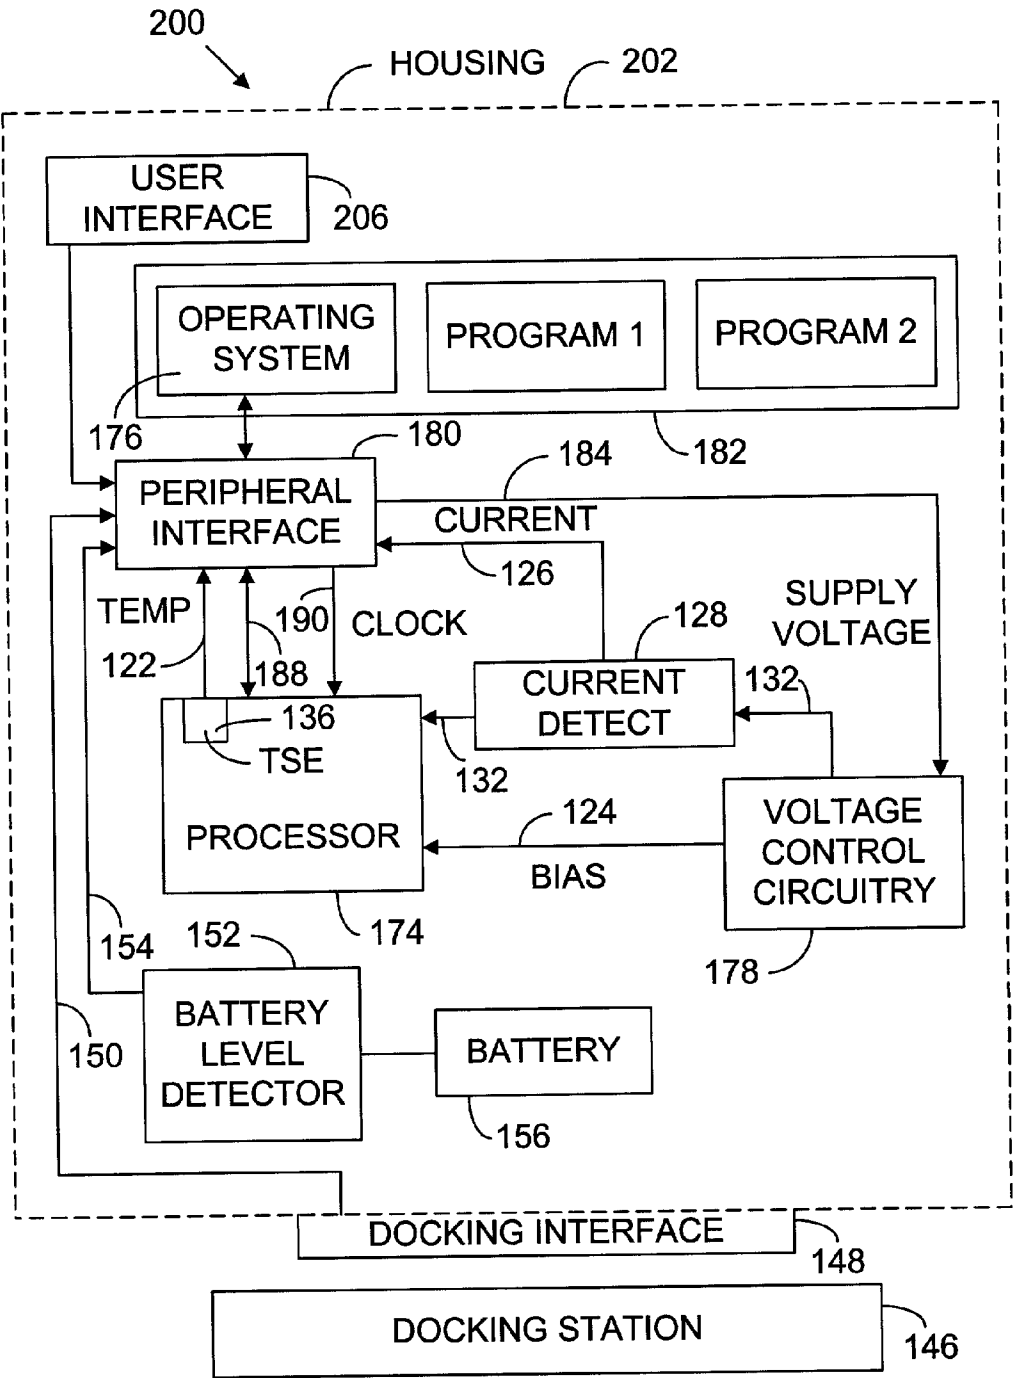 200
HOUSING 202
USER
INTERFACE
206
OPERATING
SYSTEM
PROGRAM 1
PROGRAM 2
176
180
182
184
PERIPHERAL
INTERFACE
CURRENT
126
TEMP
122
188
190
CLOCK
SUPPLY
VOLTAGE
128
CURRENT
DETECT
132
136
TSE
132
PROCESSOR
124
BIAS
VOLTAGE
CONTROL
CIRCUITRY
174
178
154
152
BATTERY
LEVEL
DETECTOR
BATTERY
150
156
DOCKING INTERFACE
148
DOCKING STATION
146